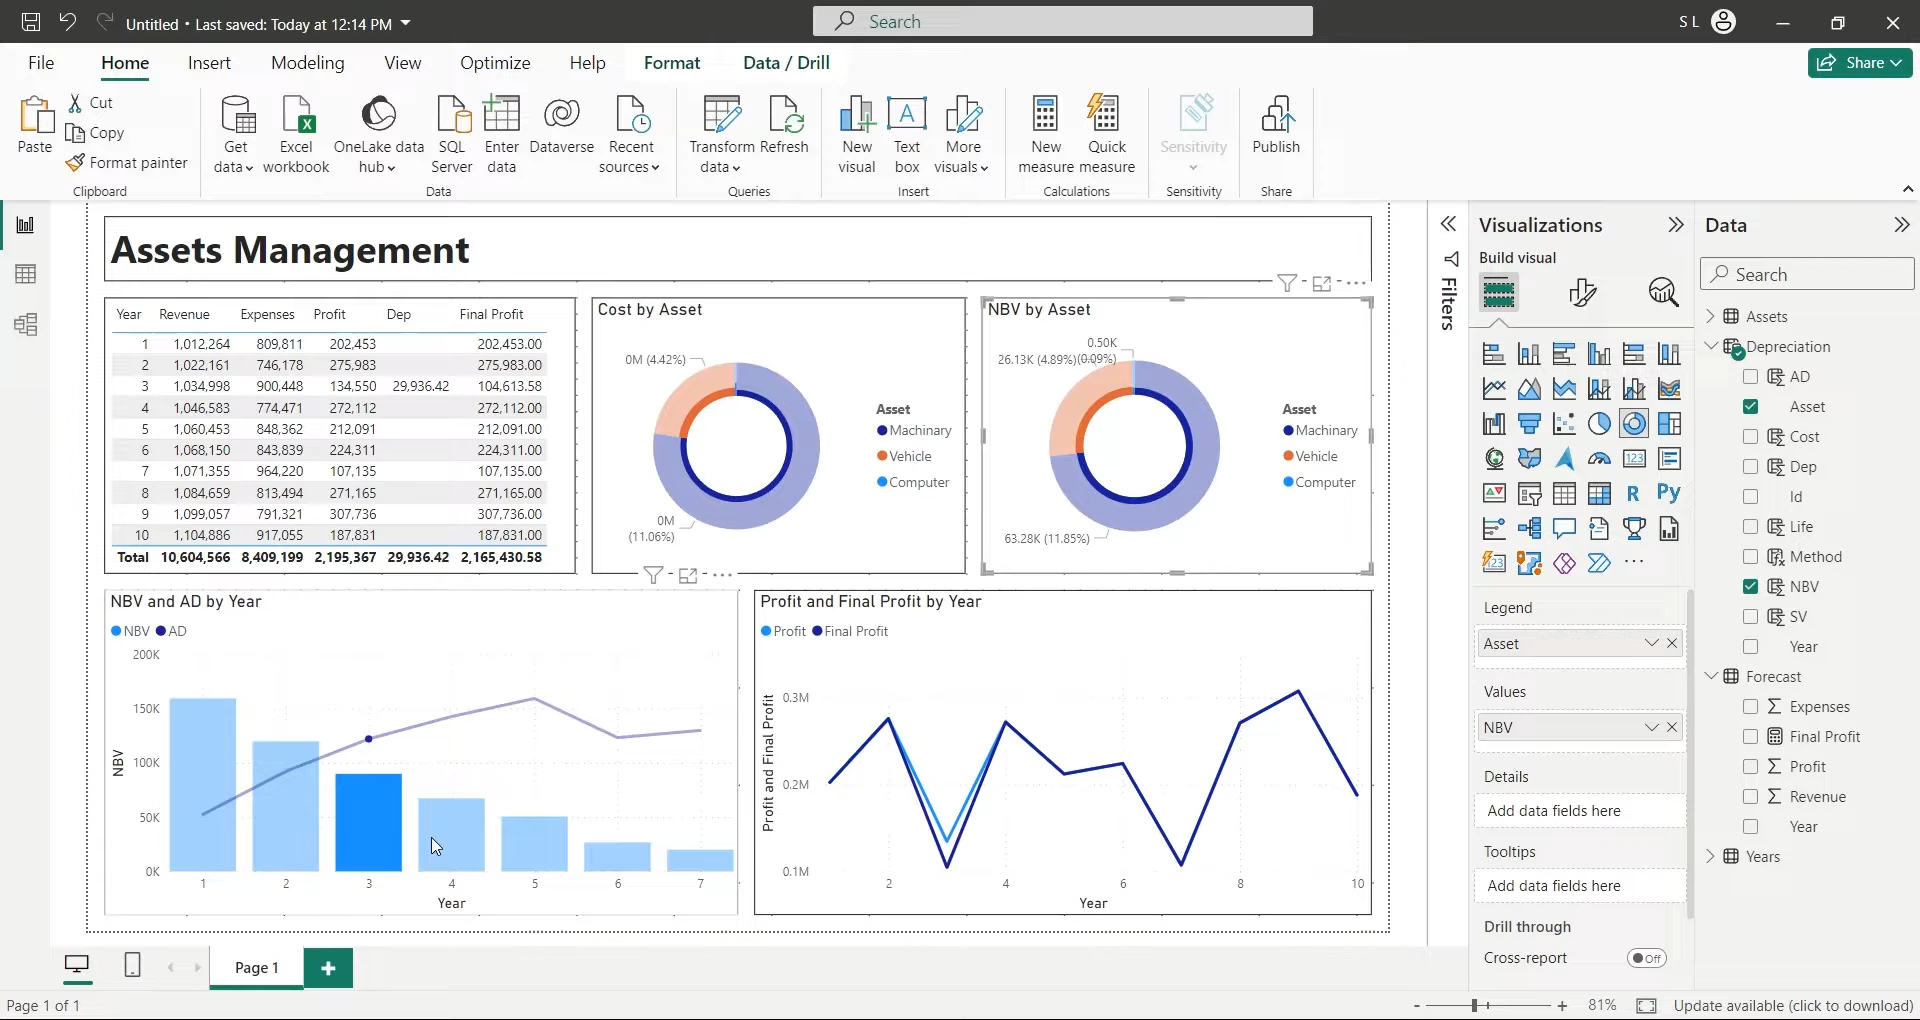 Untitled • Last saved: Today at 12:14 PM
Search
S L
File Home Insert Modeling View Optimize Help Format Data / Drill
Share
Paste
Cut
Copy
Format painter
Clipboard
Get data
Excel workbook
OneLake data hub
SQL Server
Enter data
Dataverse
Recent sources
Data
Transform data
Refresh
Queries
New visual
Text box
More visuals
Insert
New measure
Quick measure
Calculations
Sensitivity
Sensitivity
Publish
Share
Assets Management
Year Revenue Expenses Profit Dep Final Profit
1 1,012,264 809,811 202,453 202,453.00
2 1,022,161 746,178 275,983 275,983.00
3 1,034,998 900,448 134,550 29,936.42 104,613.58
4 1,046,583 774,471 272,112 272,112.00
5 1,060,453 848,362 212,091 212,091.00
6 1,068,150 843,839 224,311 224,311.00
7 1,071,355 964,220 107,135 107,135.00
8 1,084,659 813,494 271,165 271,165.00
9 1,099,057 791,321 307,736 307,736.00
10 1,104,886 917,055 187,831 187,831.00
Total 10,604,566 8,409,199 2,195,367 29,936.42 2,165,430.58
Cost by Asset
0M (4.42%)
0M
(11.06%)
Asset
Machinary
Vehicle
Computer
NBV by Asset
0.50K
(0.09%)
26.13K (4.89%)
63.28K (11.85%)
Asset
Machinary
Vehicle
Computer
NBV and AD by Year
NBV AD
200K
150K
100K
50K
0K
NBV
1 2 3 4 5 6 7
Year
Profit and Final Profit by Year
Profit Final Profit
0.3M
0.2M
0.1M
Profit and Final Profit
2 4 6 8 10
Year
Filters
Visualizations
Build visual
R Py
123
123
Legend
Asset
Values
NBV
Details
Add data fields here
Tooltips
Add data fields here
Drill through
Cross-report
Off
Data
Search
Assets
Depreciation
AD
Asset
Cost
Dep
Id
Life
Method
NBV
SV
Year
Forecast
Expenses
Final Profit
Profit
Revenue
Year
Years
Page 1
Page 1 of 1
- + 81%
Update available (click to download)